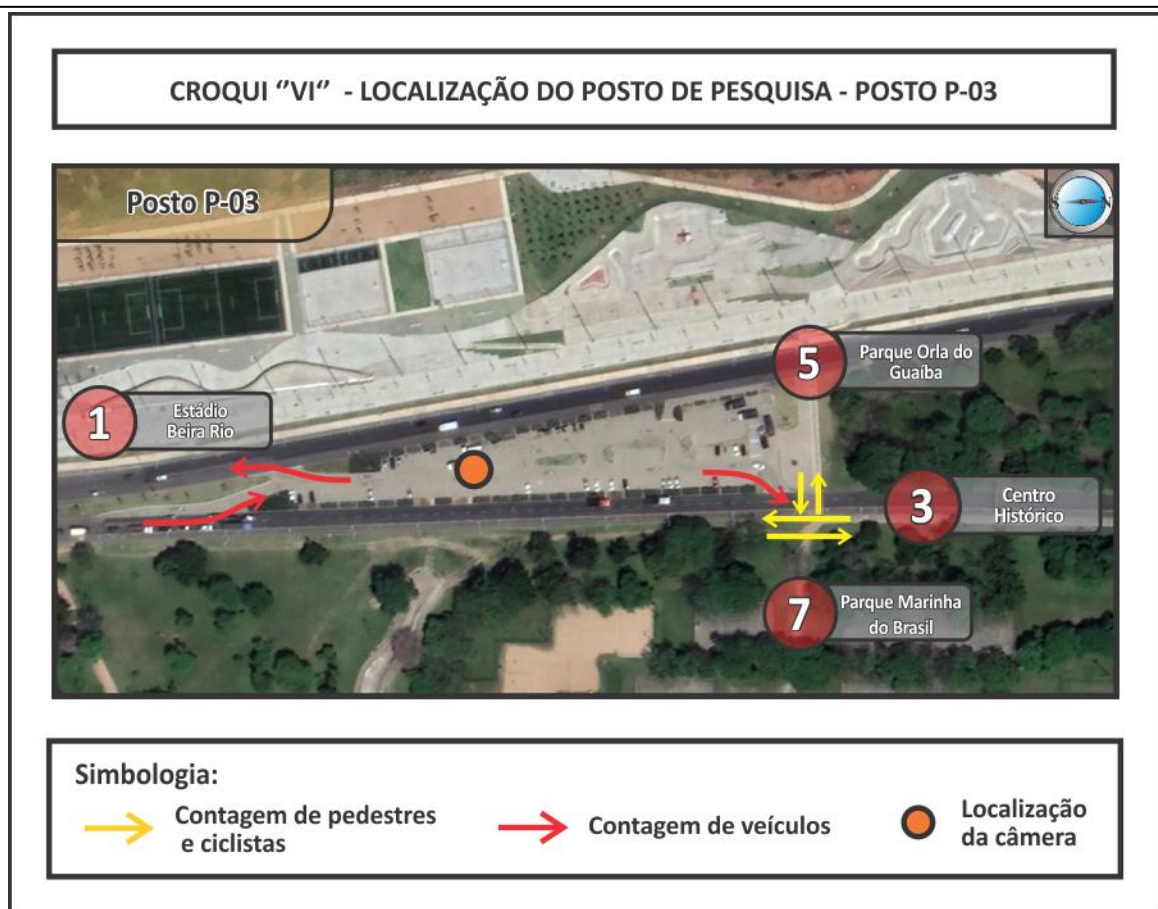 CROQUI “VI” - LOCALIZAÇÃO DO POSTO DE PESQUISA - POSTO P-03
Posto P-03
N
5
Parque Orla do
Guaíba
1
Estádio
Beira Rio
3
Centro
Histórico
7
Parque Marinha
do Brasil
Simbologia:
Contagem de pedestres
e ciclistas
Contagem de veículos
Localização
da câmera